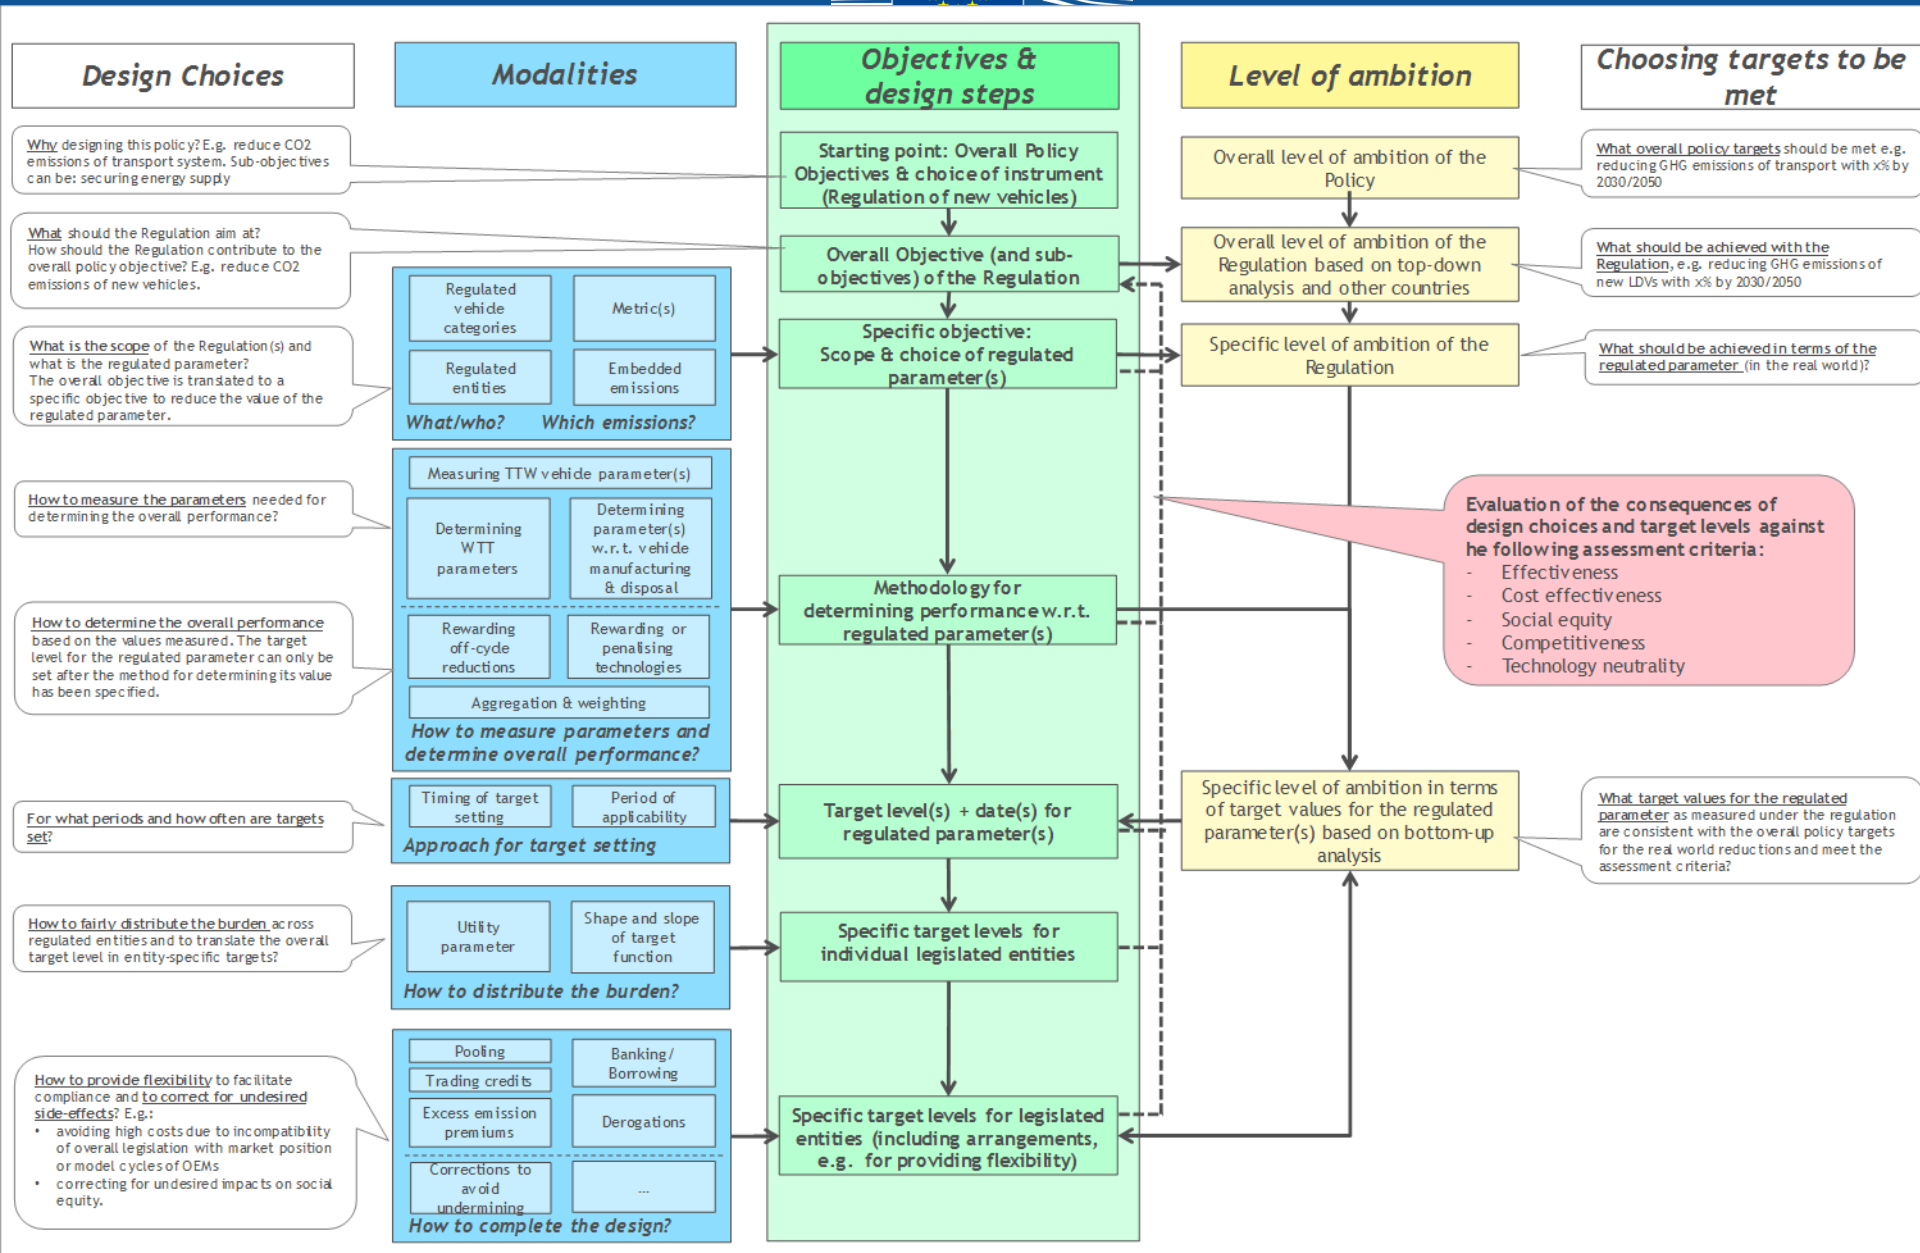 Design Choices
Modalities
Objectives &
design steps
Level of ambition
Choosing targets to be
met
Why designing this policy? E.g. reduce CO2
emissions of transport system. Sub-objectives
can be: securing energy supply
What should the Regulation aim at?
How should the Regulation contribute to the
overall policy objective? E.g. reduce CO2
emissions of new vehicles.
What is the scope of the Regulation(s) and
what is the regulated parameter?
The overall objective is translated to a
specific objective to reduce the value of the
regulated parameter.
How to measure the parameters needed for
determining the overall performance?
How to determine the overall performance
based on the values measured. The target
level for the regulated parameter can only be
set after the method for determining its value
has been specified.
For what periods and how often are targets
set?
How to fairly distribute the burden across
regulated entities and to translate the overall
target level in entity-specific targets?
How to provide flexibility to facilitate
compliance and to correct for undesired
side-effects? E.g.:
• avoiding high costs due to incompatibility
of overall legislation with market position
or model cycles of OEMs
• correcting for undesired impacts on social
equity.
Regulated
vehicle
categories
Metric(s)
Regulated
entities
Embedded
emissions
What/who? Which emissions?
Measuring TTW vehicle parameter(s)
Determining
WTT
parameters
Determining
parameter(s)
w.r.t. vehicle
manufacturing
& disposal
Rewarding
off-cycle
reductions
Rewarding or
penalising
technologies
Aggregation & weighting
How to measure parameters and
determine overall performance?
Timing of target
setting
Period of
applicability
Approach for target setting
Utility
parameter
Shape and slope
of target
function
How to distribute the burden?
Pooling
Trading credits
Banking/
Borrowing
Excess emission
premiums
Derogations
Corrections to
avoid
undermining
...
How to complete the design?
Starting point: Overall Policy
Objectives & choice of instrument
(Regulation of new vehicles)
Overall Objective (and sub-
objectives) of the Regulation
Specific objective:
Scope & choice of regulated
parameter(s)
Methodology for
determining performance w.r.t.
regulated parameter(s)
Target level(s) + date(s) for
regulated parameter(s)
Specific target levels for
individual legislated entities
Specific target levels for legislated
entities (including arrangements,
e.g. for providing flexibility)
Overall level of ambition of the
Policy
Overall level of ambition of the
Regulation based on top-down
analysis and other countries
Specific level of ambition of the
Regulation
Specific level of ambition in terms
of target values for the regulated
parameter(s) based on bottom-up
analysis
What overall policy targets should be met e.g.
reducing GHG emissions of transport with x% by
2030/2050
What should be achieved with the
Regulation, e.g. reducing GHG emissions of
new LDVs with x% by 2030/2050
What should be achieved in terms of the
regulated parameter (in the real world)?
Evaluation of the consequences of
design choices and target levels against
he following assessment criteria:
- Effectiveness
- Cost effectiveness
- Social equity
- Competitiveness
- Technology neutrality
What target values for the regulated
parameter as measured under the regulation
are consistent with the overall policy targets
for the real world reductions and meet the
assessment criteria?